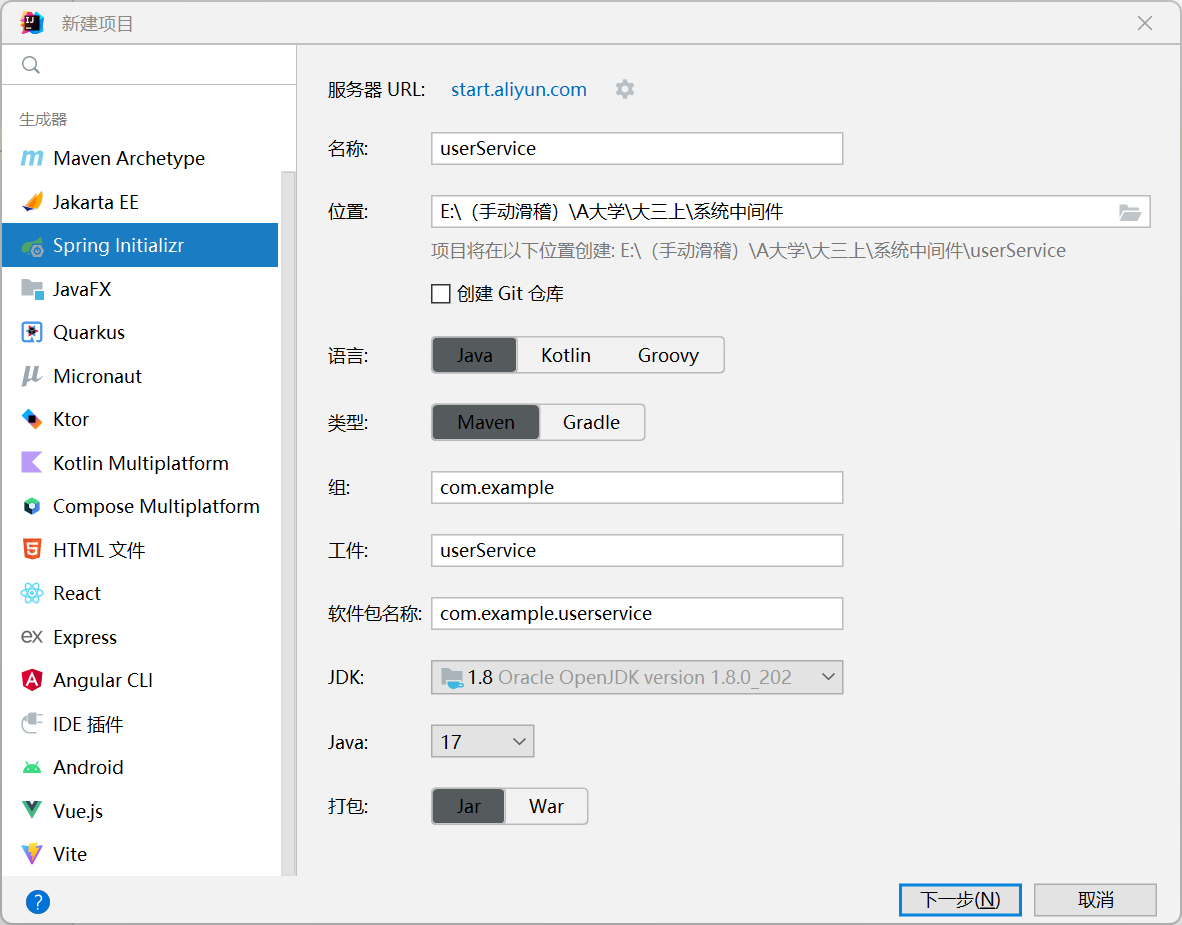 新建项目
生成器
Maven Archetype
Jakarta EE
Spring Initializr
JavaFX
Quarkus
Micronaut
Ktor
Kotlin Multiplatform
Compose Multiplatform
HTML 文件
React
ex Express
Angular CLI
IDE 插件
Android
Vue.js
Vite
服务器 URL: start.aliyun.com
名称: userService
位置: E:\（手动滑稽）\A大学\大三上\系统中间件
项目将在以下位置创建: E:\（手动滑稽）\A大学\大三上\系统中间件\userService
创建 Git 仓库
语言: Java Kotlin Groovy
类型: Maven Gradle
组: com.example
工件: userService
软件包名称: com.example.userservice
JDK: 1.8 Oracle OpenJDK version 1.8.0_202
Java: 17
打包: Jar War
? 下一步(N) 取消